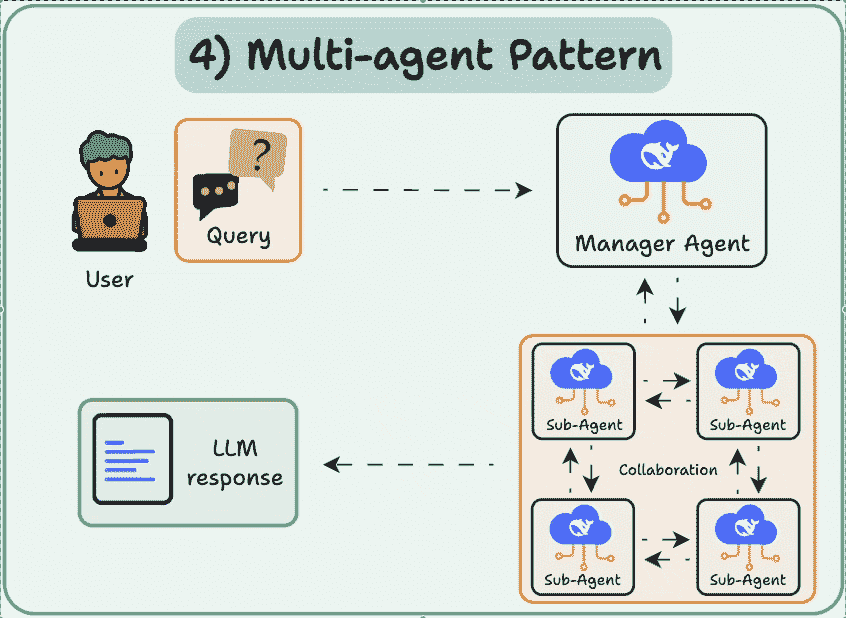 4) Multi-agent Pattern
?
Query
User
Manager Agent
Sub-Agent
Sub-Agent
Collaboration
Sub-Agent
Sub-Agent
LLM
response